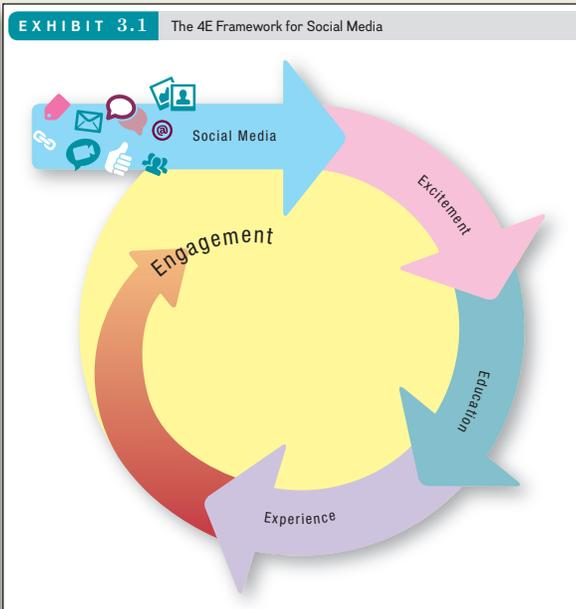 EXHIBIT 3.1 The 4E Framework for Social Media
@
Social Media
Excitement
Engagement
Education
Experience